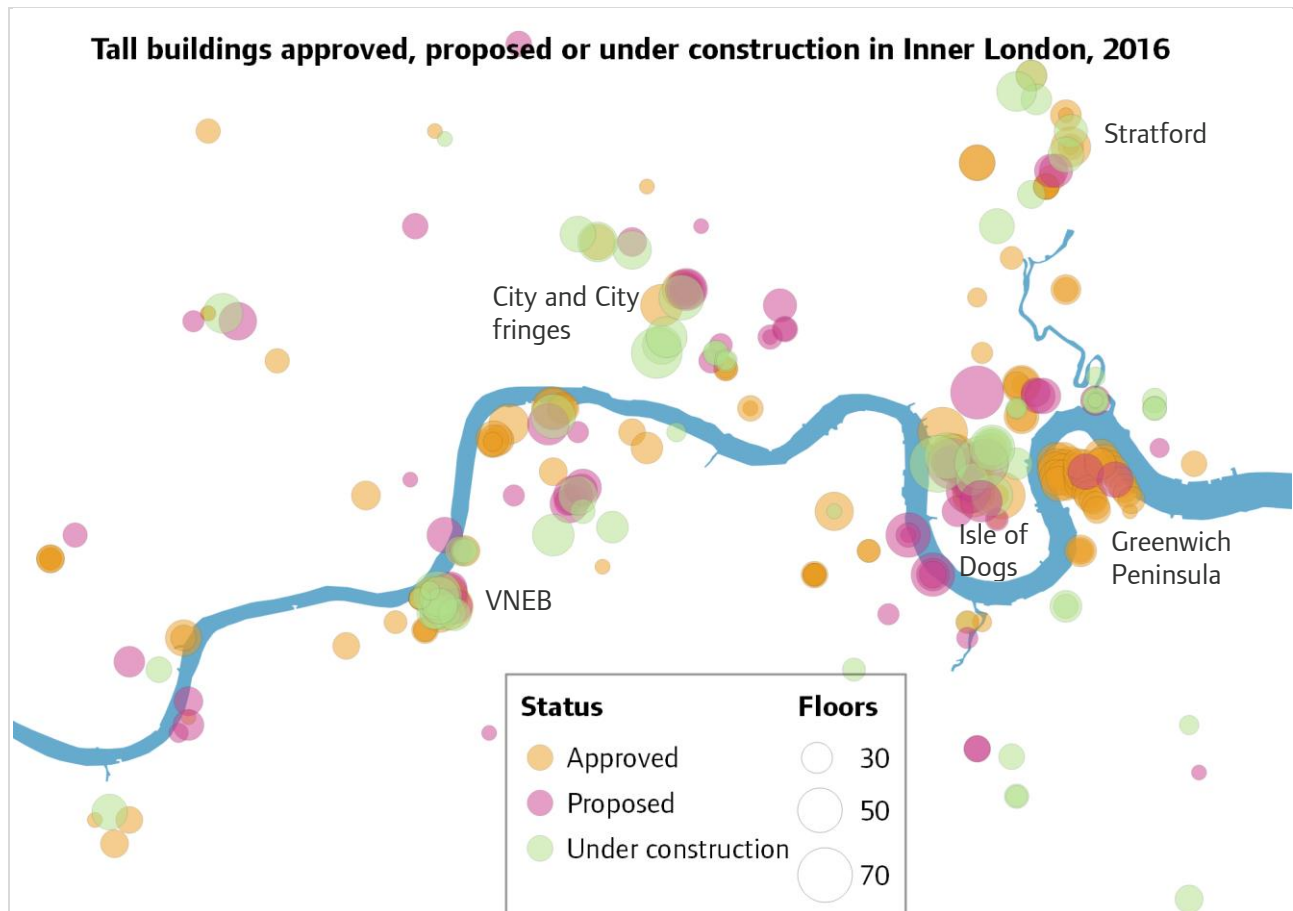 Tall buildings approved, proposed or under construction in Inner London, 2016
Stratford
City and City
fringes
Isle of
Dogs
Greenwich
Peninsula
VNEB
Status
Floors
Approved
30
Proposed
50
Under construction
70